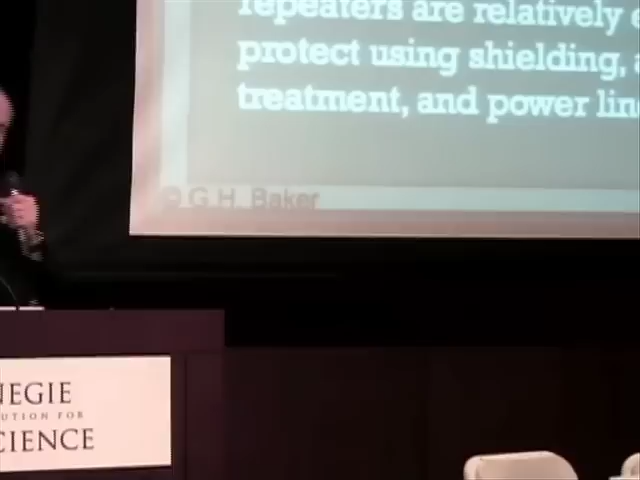 repeaters are relatively
protect using shielding,
treatment, and power lin
© G.H. Baker
NEGIE
UTION FOR
CIENCE